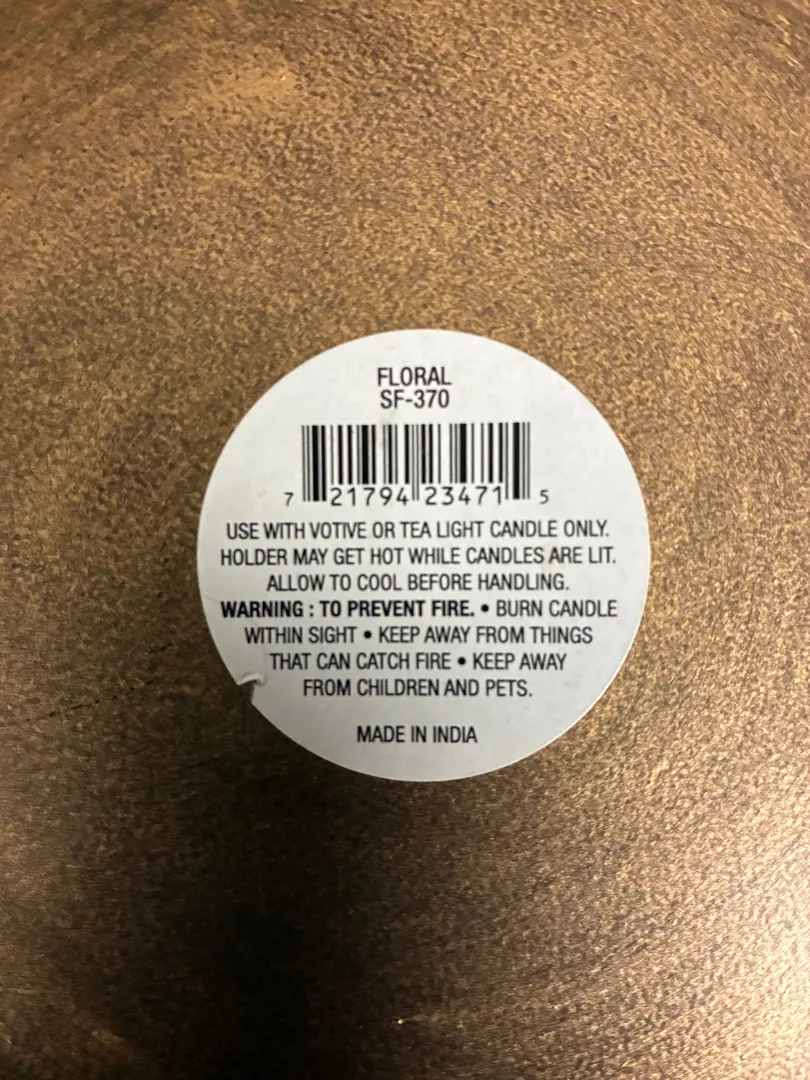 FLORAL
SF-370
7 21794 23471 5
USE WITH VOTIVE OR TEA LIGHT CANDLE ONLY.
HOLDER MAY GET HOT WHILE CANDLES ARE LIT.
ALLOW TO COOL BEFORE HANDLING.
WARNING : TO PREVENT FIRE. • BURN CANDLE
WITHIN SIGHT • KEEP AWAY FROM THINGS
THAT CAN CATCH FIRE • KEEP AWAY
FROM CHILDREN AND PETS.
MADE IN INDIA